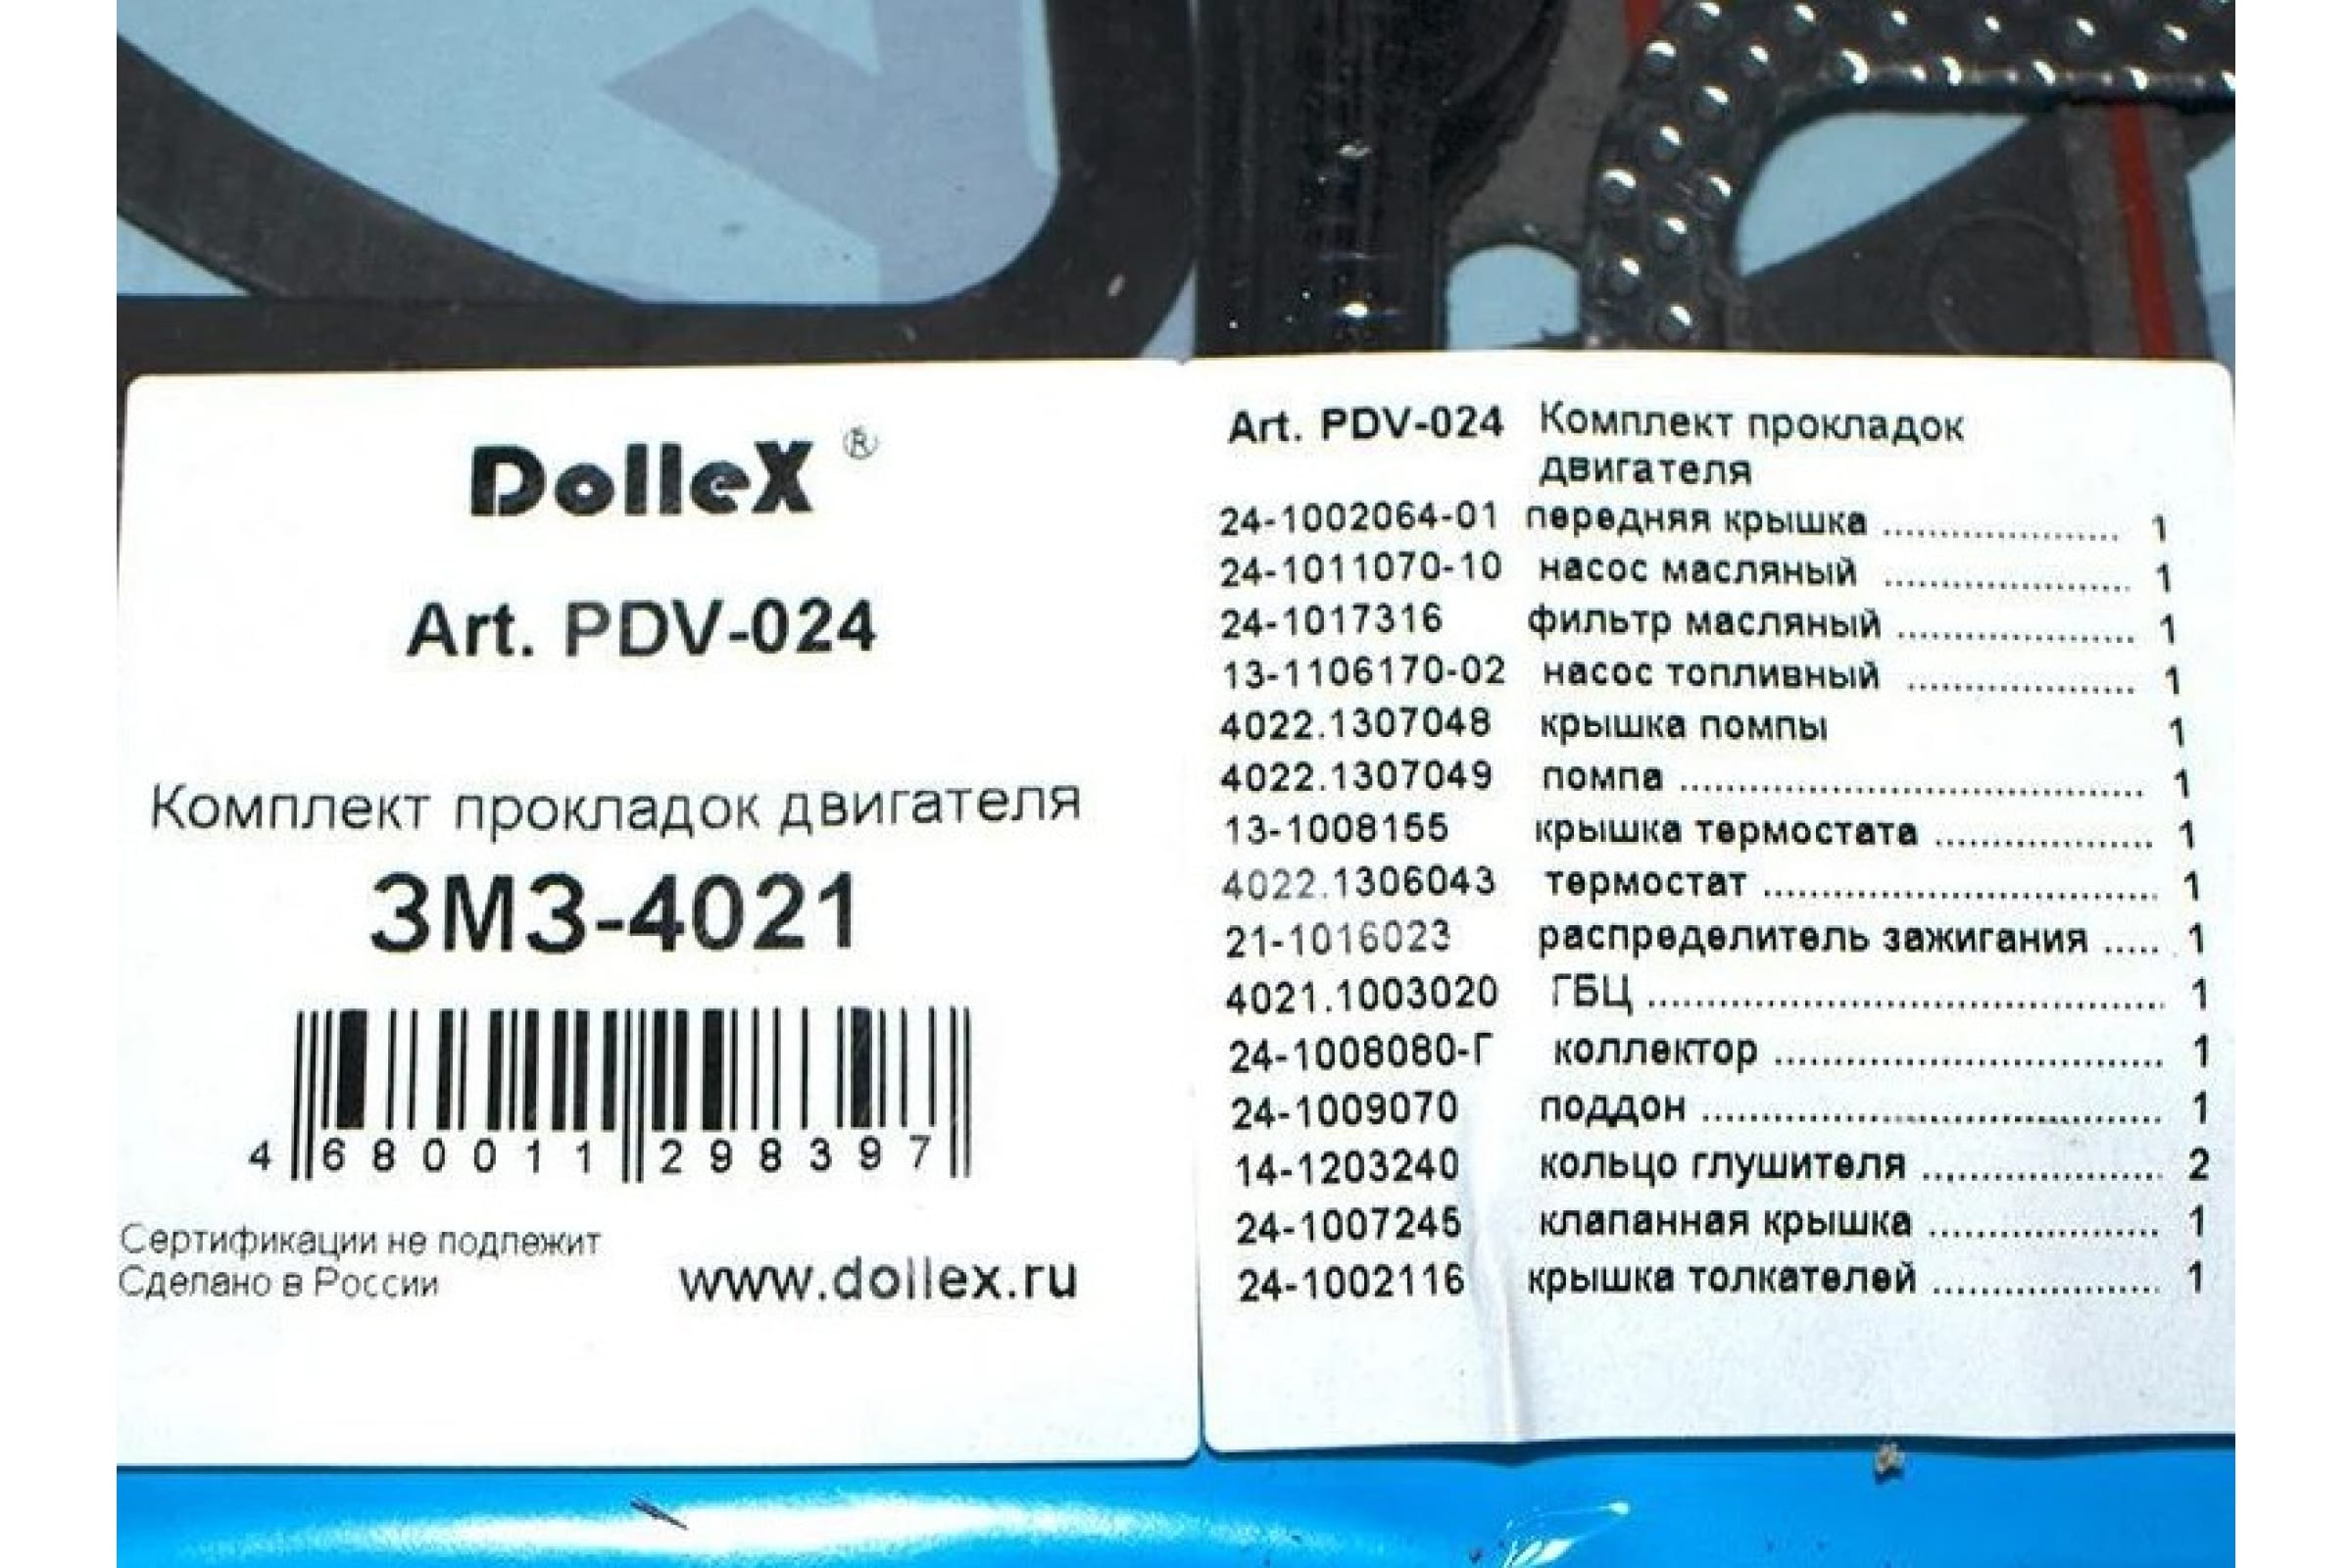 DolleX ®
Art. PDV-024
Комплект прокладок двигателя
ЗМЗ-4021
4 680011 298397
Сертификации не подлежит
Сделано в России
www.dollex.ru
Art. PDV-024 Комплект прокладок
двигателя
24-1002064-01 передняя крышка .................... 1
24-1011070-10 насос масляный ..................... 1
24-1017316 фильтр масляный .................... 1
13-1106170-02 насос топливный ................... 1
4022.1307048 крышка помпы 1
4022.1307049 помпа ....................................... 1
13-1008155 крышка термостата .................. 1
4022.1306043 термостат ................................. 1
21-1016023 распределитель зажигания ..... 1
4021.1003020 ГБЦ ........................................... 1
24-1008080-Г коллектор ................................ 1
24-1009070 поддон ...................................... 1
14-1203240 кольцо глушителя .................... 2
24-1007245 клапанная крышка ................... 1
24-1002116 крышка толкателей ................... 1